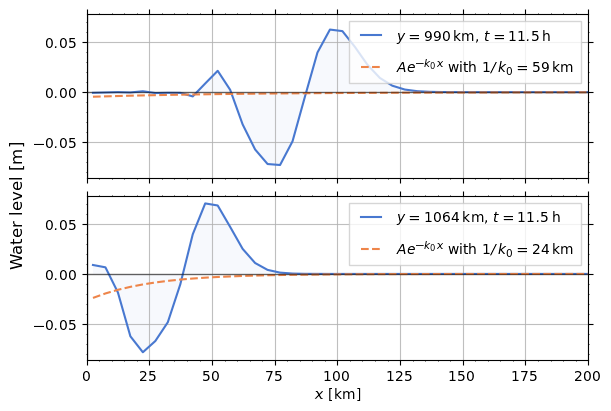 0.05
0.00
−0.05
y = 990 km, t = 11.5 h
Ae^{−k₀x} with 1/k₀ = 59 km
0.05
0.00
−0.05
y = 1064 km, t = 11.5 h
Ae^{−k₀x} with 1/k₀ = 24 km
Water level [m]
0 25 50 75 100 125 150 175 200
x [km]